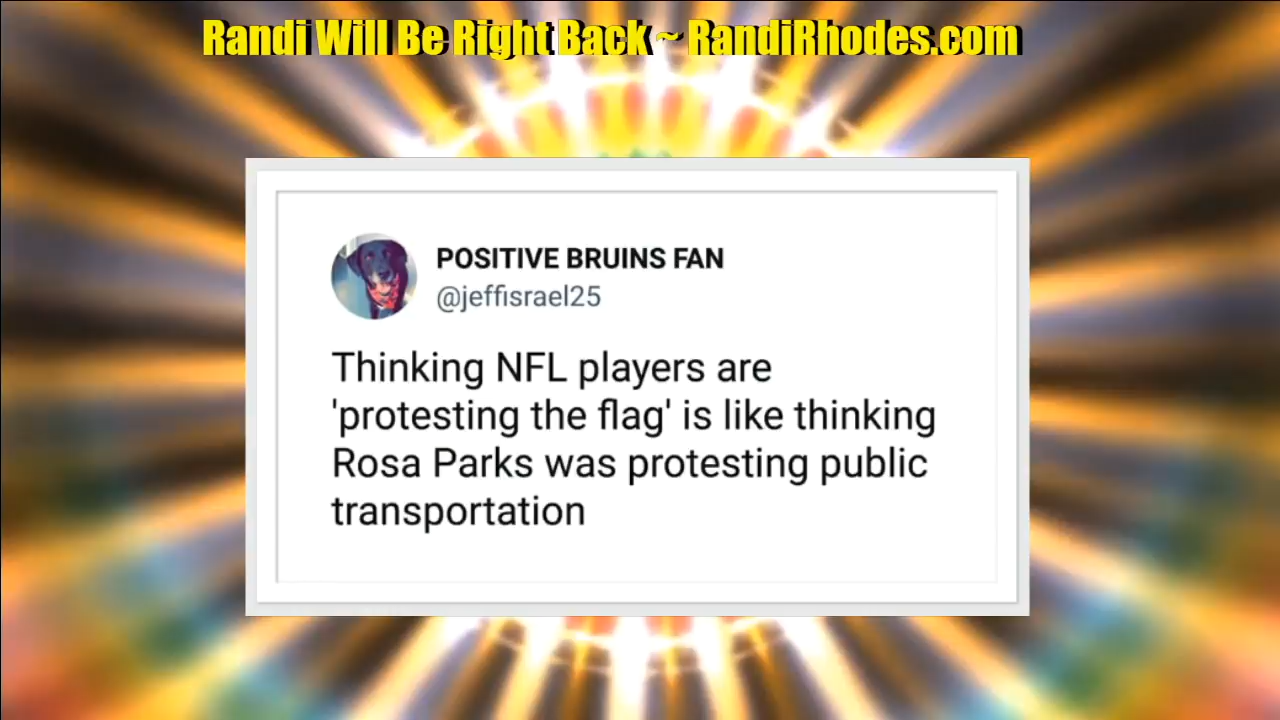 Randi Will Be Right Back ~ RandiRhodes.com
POSITIVE BRUINS FAN
@jeffisrael25
Thinking NFL players are
'protesting the flag' is like thinking
Rosa Parks was protesting public
transportation